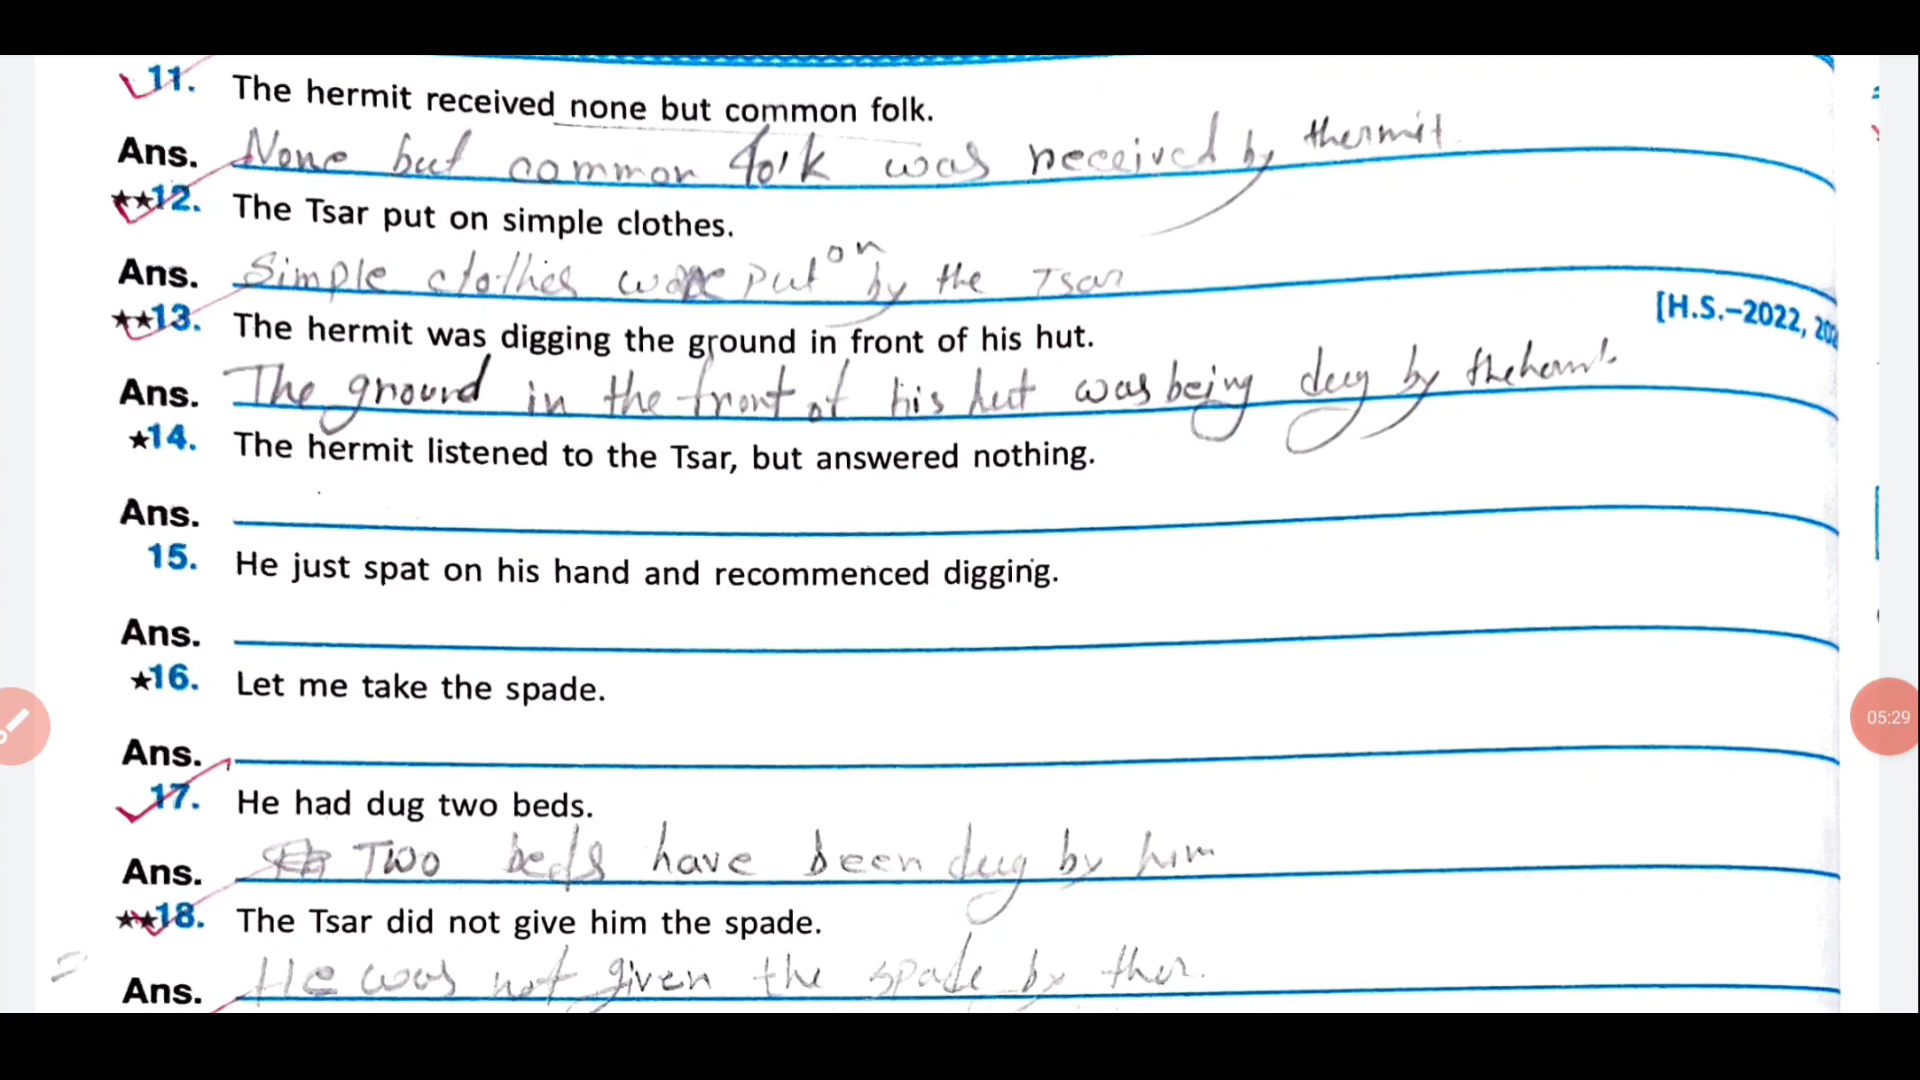 11. The hermit received none but common folk.
Ans. None but common folk was received by thermit
★★12. The Tsar put on simple clothes.
Ans. Simple clothies were put on by the Tsar
★★13. The hermit was digging the ground in front of his hut.
[H.S.-2022, 202
Ans. The ground in the front of his hut was being dug by the
★14. The hermit listened to the Tsar, but answered nothing.
Ans.
15. He just spat on his hand and recommenced digging.
Ans.
★16. Let me take the spade.
Ans.
05:29
17. He had dug two beds.
Ans. Two beds have been dug by him
★★18. The Tsar did not give him the spade.
Ans. He was not given the spade by